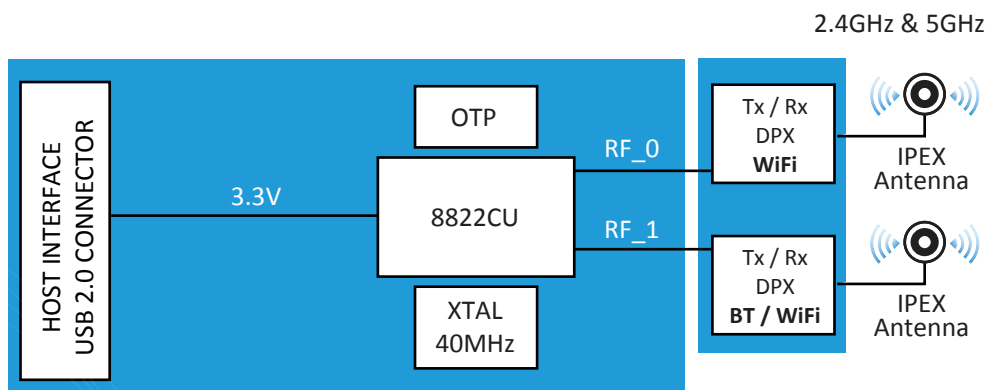 2.4GHz & 5GHz
HOST INTERFACE
USB 2.0 CONNECTOR
3.3V
OTP
8822CU
XTAL
40MHz
RF_0
RF_1
Tx / Rx
DPX
WiFi
IPEX
Antenna
Tx / Rx
DPX
BT / WiFi
IPEX
Antenna